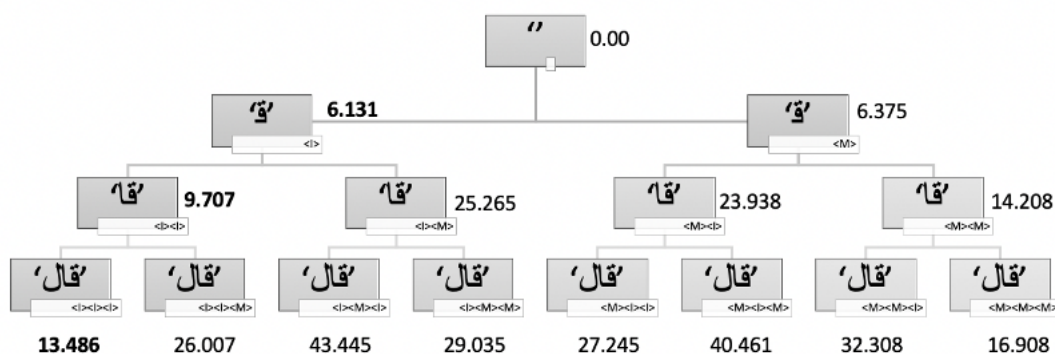 ‘’ 0.00
‘قـ’ 6.131 ‘قـ’ 6.375
<I> <M>
‘قا’ 9.707 ‘قا’ 25.265 ‘قا’ 23.938 ‘قا’ 14.208
<I><I> <I><M> <M><I> <M><M>
‘قال’ ‘قال’ ‘قال’ ‘قال’ ‘قال’ ‘قال’ ‘قال’ ‘قال’
<I><I><I> <I><I><M> <I><M><I> <I><M><M> <M><I><I> <M><I><M> <M><M><I> <M><M><M>
13.486 26.007 43.445 29.035 27.245 40.461 32.308 16.908